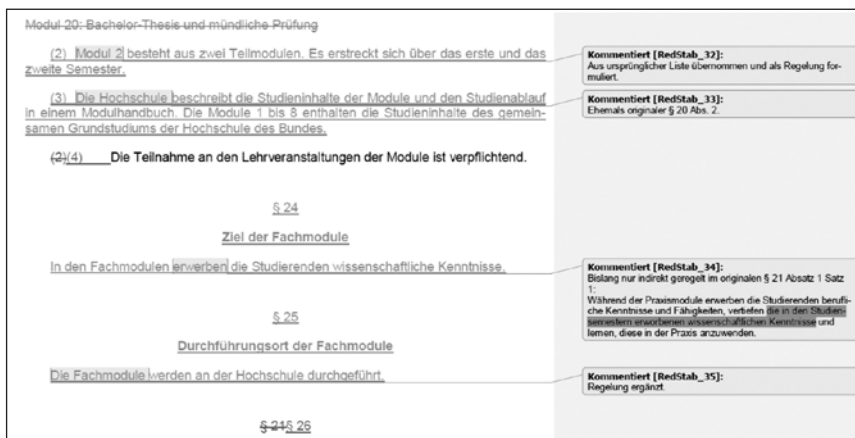 Modul 20: Bachelor-Thesis und mündliche Prüfung
(2) Modul 2 besteht aus zwei Teilmodulen. Es erstreckt sich über das erste und das
zweite Semester.
(3) Die Hochschule beschreibt die Studieninhalte der Module und den Studienablauf
in einem Modulhandbuch. Die Module 1 bis 8 enthalten die Studieninhalte des gemein-
samen Grundstudiums der Hochschule des Bundes.
(2)(4) Die Teilnahme an den Lehrveranstaltungen der Module ist verpflichtend.
§ 24
Ziel der Fachmodule
In den Fachmodulen erwerben die Studierenden wissenschaftliche Kenntnisse.
§ 25
Durchführungsort der Fachmodule
Die Fachmodule werden an der Hochschule durchgeführt.
§ 21§ 26
Kommentiert [RedStab_32]:
Aus ursprünglicher Liste übernommen und als Regelung for-
muliert.
Kommentiert [RedStab_33]:
Ehemals originaler § 20 Abs. 2.
Kommentiert [RedStab_34]:
Bislang nur indirekt geregelt im originalen § 21 Absatz 1 Satz
1:
Während der Praxismodule erwerben die Studierenden berufli-
che Kenntnisse und Fähigkeiten, vertiefen die in den Studien-
semestern erworbenen wissenschaftlichen Kenntnisse und
lernen, diese in der Praxis anzuwenden.
Kommentiert [RedStab_35]:
Regelung ergänzt.